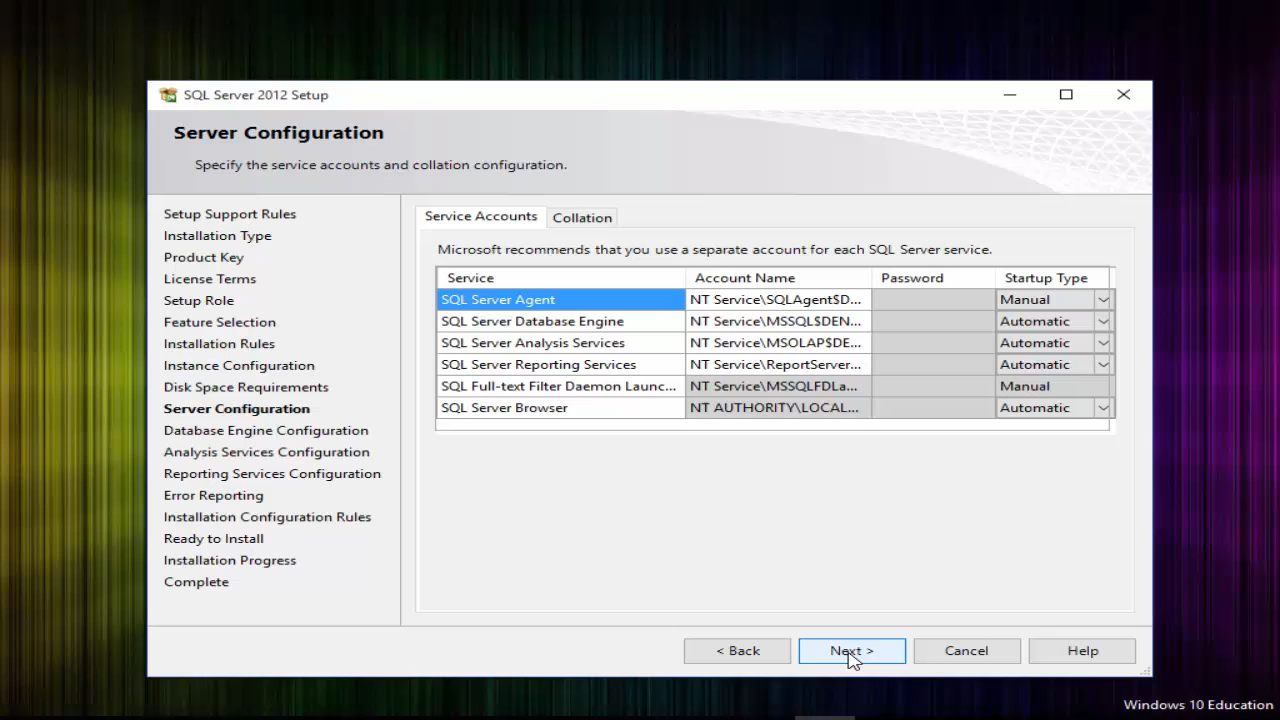 SQL Server 2012 Setup
Server Configuration
Specify the service accounts and collation configuration.
Setup Support Rules
Installation Type
Product Key
License Terms
Setup Role
Feature Selection
Installation Rules
Instance Configuration
Disk Space Requirements
Server Configuration
Database Engine Configuration
Analysis Services Configuration
Reporting Services Configuration
Error Reporting
Installation Configuration Rules
Ready to Install
Installation Progress
Complete
Service Accounts Collation
Microsoft recommends that you use a separate account for each SQL Server service.
Service Account Name Password Startup Type
SQL Server Agent NT Service\SQLAgent$D... Manual
SQL Server Database Engine NT Service\MSSQL$DEN... Automatic
SQL Server Analysis Services NT Service\MSOLAP$DE... Automatic
SQL Server Reporting Services NT Service\ReportServer... Automatic
SQL Full-text Filter Daemon Launc... NT Service\MSSQLFDLa... Manual
SQL Server Browser NT AUTHORITY\LOCAL... Automatic
< Back Next > Cancel Help
Windows 10 Education